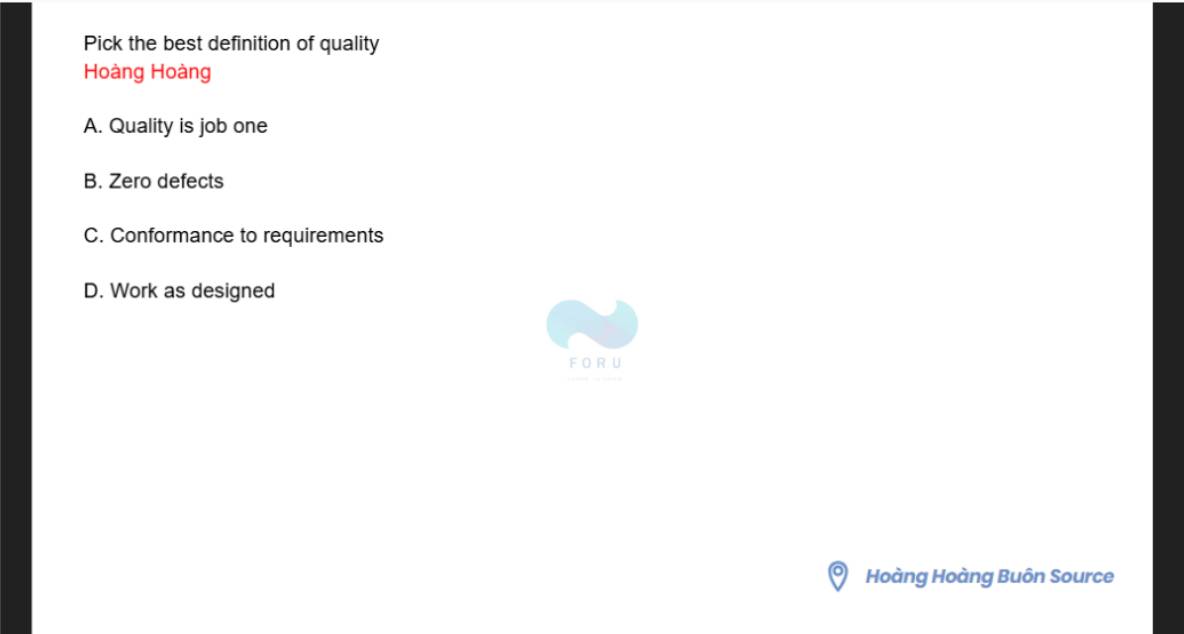 Pick the best definition of quality
Hoàng Hoàng
A. Quality is job one
B. Zero defects
C. Conformance to requirements
D. Work as designed
FORU
Hoàng Hoàng Buôn Source